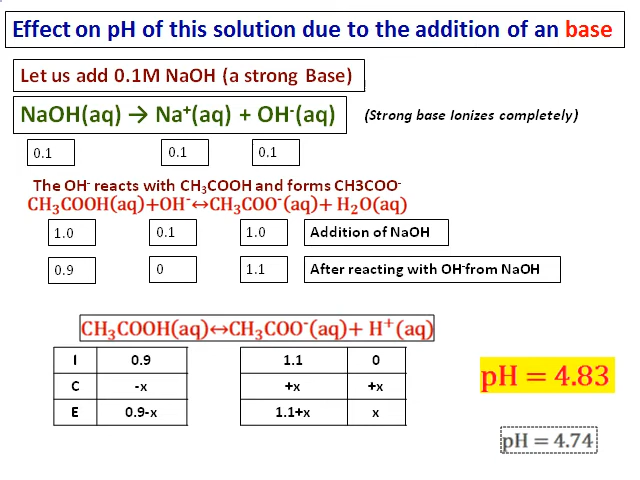 Effect on pH of this solution due to the addition of an base
Let us add 0.1M NaOH (a strong Base)
NaOH(aq) → Na⁺(aq) + OH⁻(aq) (Strong base Ionizes completely)
0.1 0.1 0.1
The OH⁻ reacts with CH₃COOH and forms CH3COO⁻
CH₃COOH(aq)+OH⁻↔CH₃COO⁻(aq)+ H₂O(aq)
1.0 0.1 1.0 Addition of NaOH
0.9 0 1.1 After reacting with OH⁻from NaOH
CH₃COOH(aq)↔CH₃COO⁻(aq)+ H⁺(aq)
I 0.9 1.1 0
C -x +x +x
E 0.9-x 1.1+x x
pH = 4.83
pH = 4.74